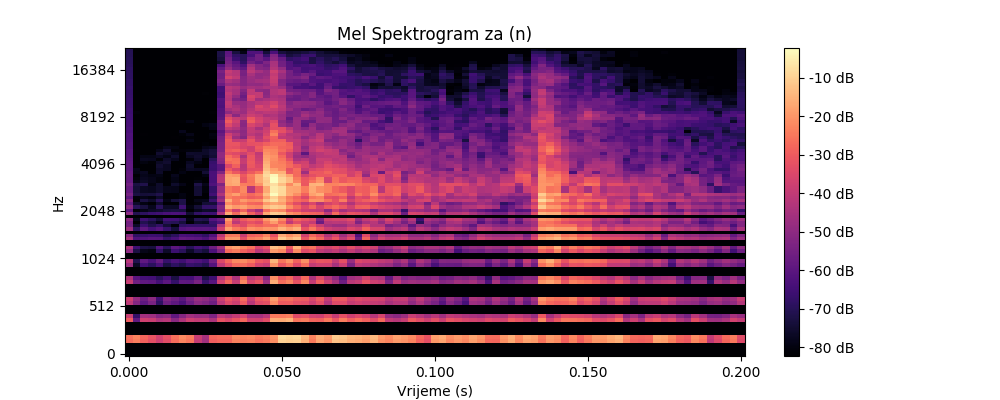 Mel Spektrogram za (n)
Hz
16384
8192
4096
2048
1024
512
0
0.000
0.050
0.100
0.150
0.200
Vrijeme (s)
-10 dB
-20 dB
-30 dB
-40 dB
-50 dB
-60 dB
-70 dB
-80 dB